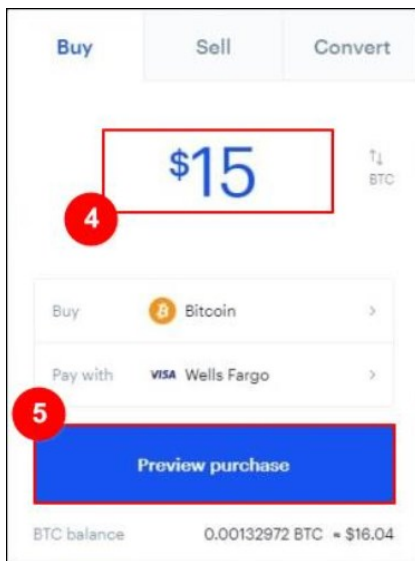 Buy Sell Convert
$15
↑↓
BTC
4
Buy Bitcoin >
Pay with VISA Wells Fargo >
5
Preview purchase
BTC balance 0.00132972 BTC ≈ $16.04